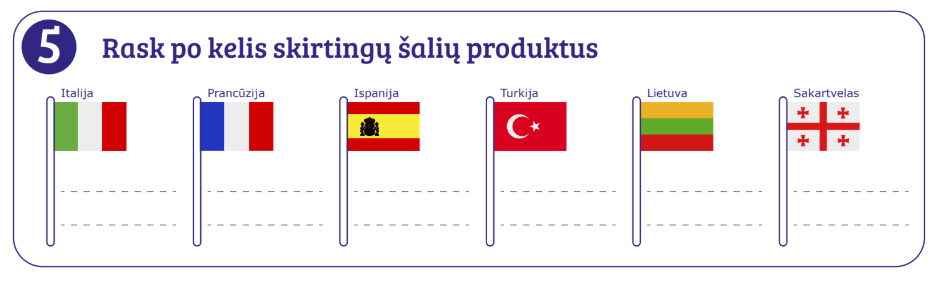 5
Rask po kelis skirtingų šalių produktus
Italija
Prancūzija
Ispanija
Turkija
Lietuva
Sakartvelas